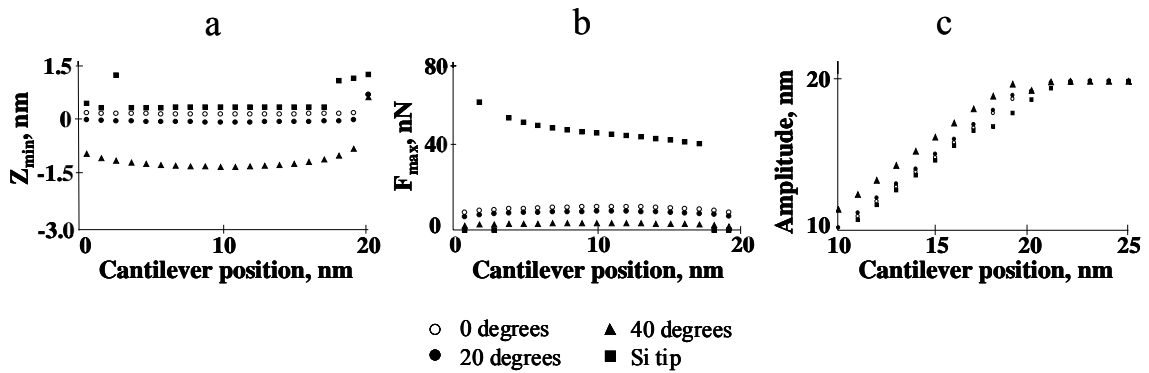 a
b
c
1.5
0
-1.5
-3.0
Zmin, nm
0
10
20
Cantilever position, nm
80
40
0
Fmax, nN
0
10
20
Cantilever position, nm
20
10
Amplitude, nm
10
15
20
25
Cantilever position, nm
0 degrees
40 degrees
20 degrees
Si tip